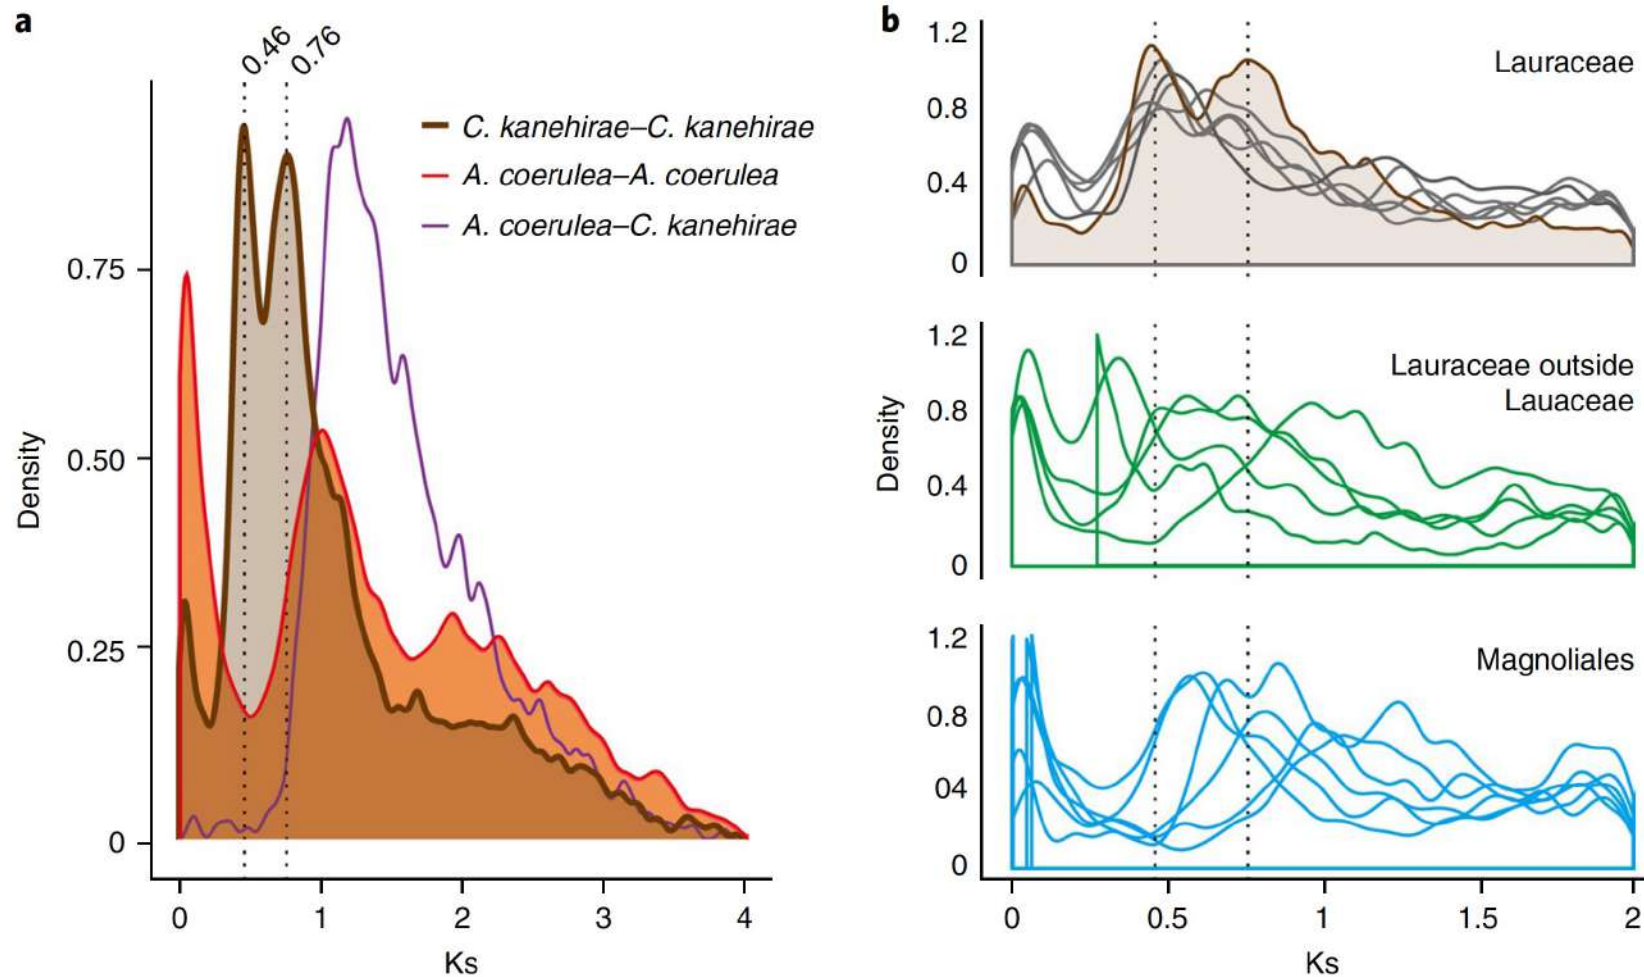 a
0.46
0.76
C. kanehirae–C. kanehirae
A. coerulea–A. coerulea
A. coerulea–C. kanehirae
Density
0.75
0.50
0.25
0
0 1 2 3 4
Ks
b
Density
1.2
0.8
0.4
0
Lauraceae
1.2
0.8
0.4
0
Lauraceae outside
Lauaceae
1.2
0.8
04
0
Magnoliales
0 0.5 1 1.5 2
Ks